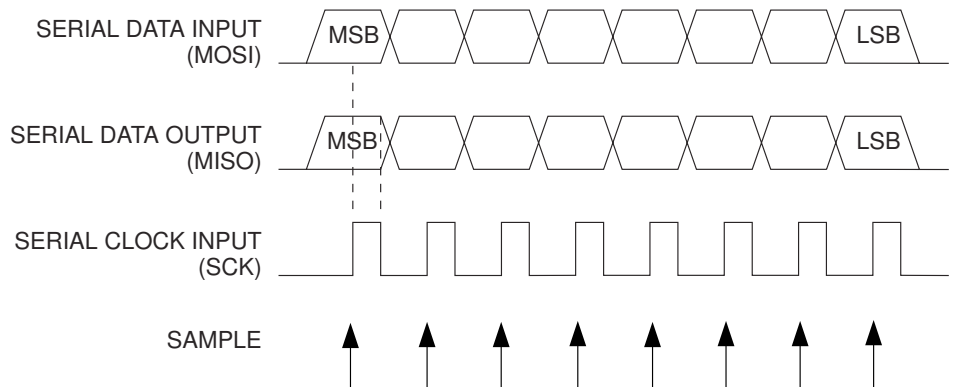 SERIAL DATA INPUT
(MOSI)
MSB
LSB
SERIAL DATA OUTPUT
(MISO)
MSB
LSB
SERIAL CLOCK INPUT
(SCK)
SAMPLE